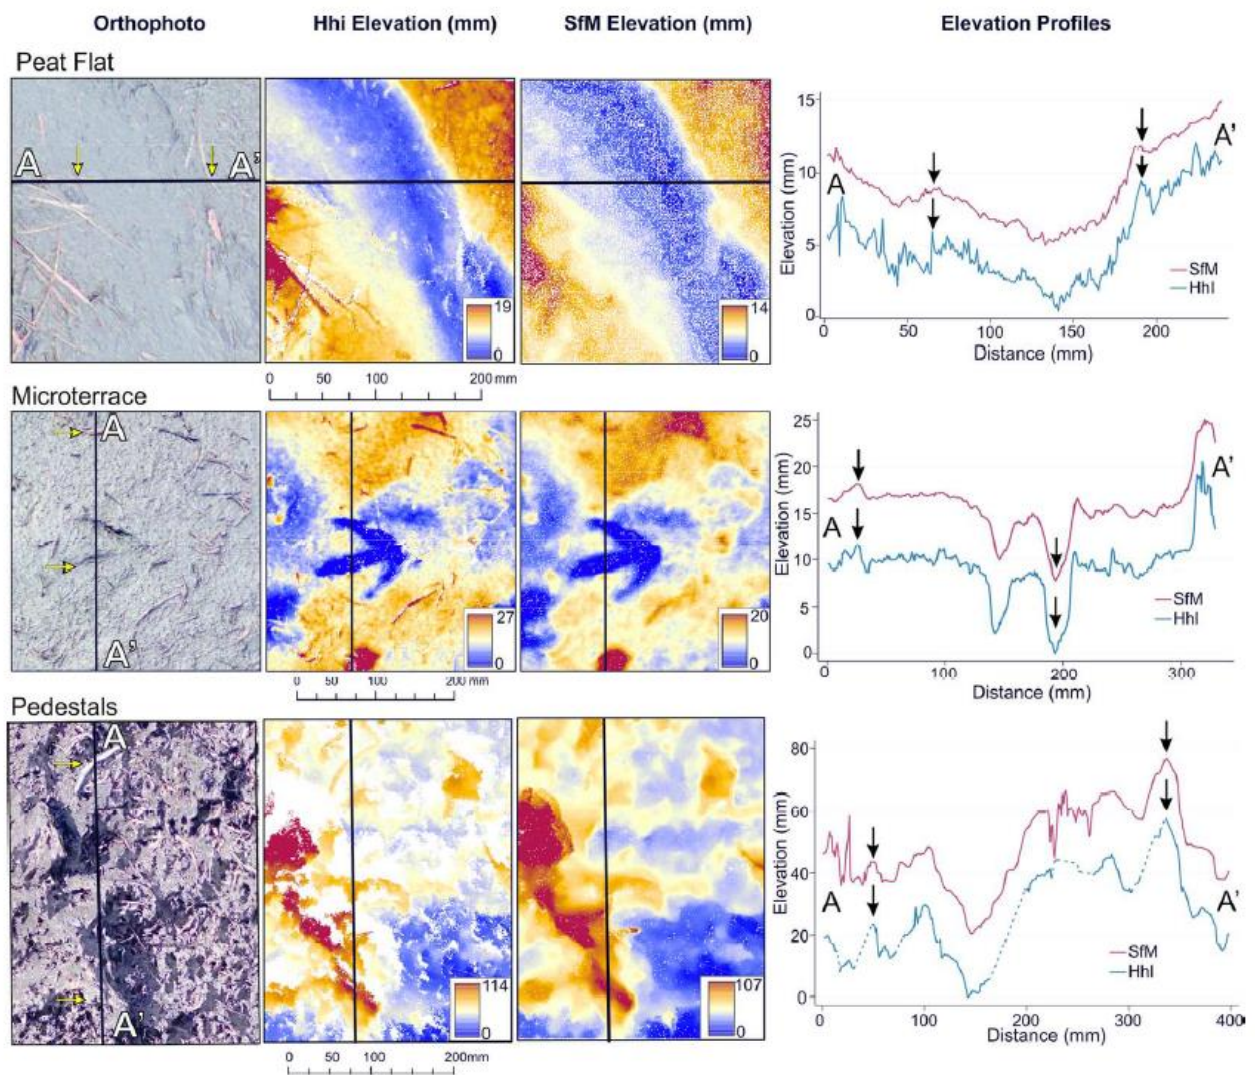 Orthophoto
Hhi Elevation (mm)
SfM Elevation (mm)
Elevation Profiles
Peat Flat
A
A'
19
0
14
0
0 50 100 200 mm
15
10
5
0
Elevation (mm)
A
A'
SfM
HhI
0 50 100 150 200
Distance (mm)
Microterrace
A
A'
27
0
20
0
0 50 100 200 mm
25
20
15
10
5
0
Elevation (mm)
A
A'
SfM
HhI
0 100 200 300
Distance (mm)
Pedestals
A
A'
114
0
107
0
0 50 100 200mm
80
60
40
20
0
Elevation (mm)
A
A'
SfM
HhI
0 100 200 300 400
Distance (mm)